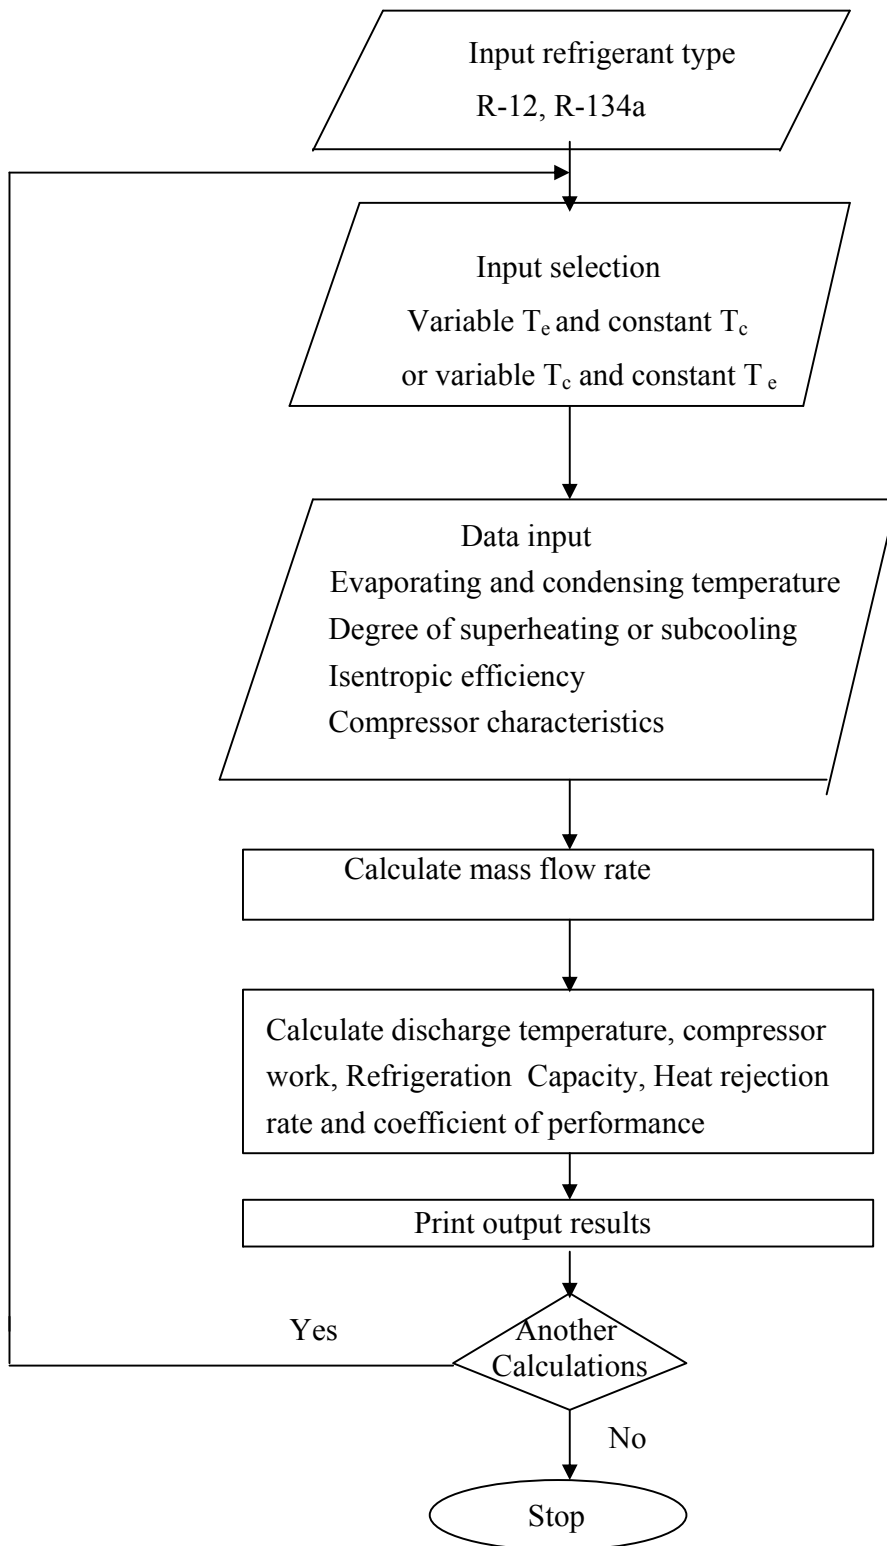 Input refrigerant type
R-12, R-134a
Input selection
Variable Te and constant Tc
or variable Tc and constant T e
Data input
Evaporating and condensing temperature
Degree of superheating or subcooling
Isentropic efficiency
Compressor characteristics
Calculate mass flow rate
Calculate discharge temperature, compressor
work, Refrigeration Capacity, Heat rejection
rate and coefficient of performance
Print output results
Yes
Another
Calculations
No
Stop